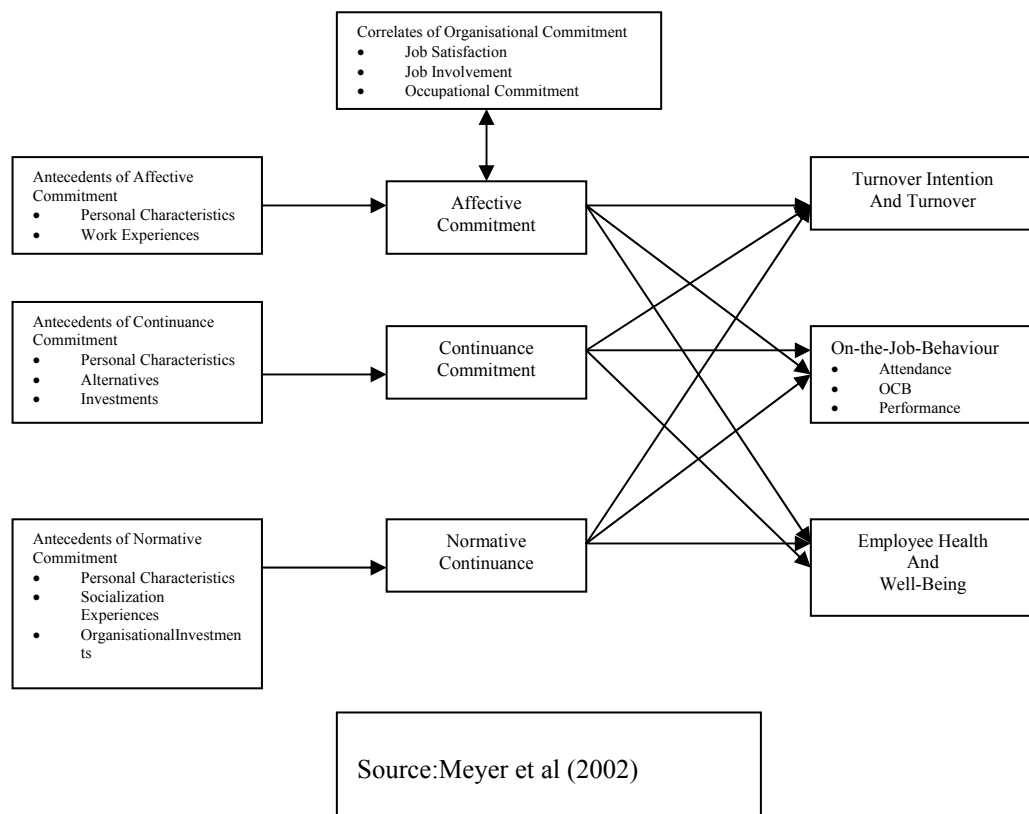 Correlates of Organisational Commitment
• Job Satisfaction
• Job Involvement
• Occupational Commitment
Antecedents of Affective
Commitment
• Personal Characteristics
• Work Experiences
Affective
Commitment
Turnover Intention
And Turnover
Antecedents of Continuance
Commitment
• Personal Characteristics
• Alternatives
• Investments
Continuance
Commitment
On-the-Job-Behaviour
• Attendance
• OCB
• Performance
Antecedents of Normative
Commitment
• Personal Characteristics
• Socialization
Experiences
• OrganisationalInvestmen
ts
Normative
Continuance
Employee Health
And
Well-Being
Source:Meyer et al (2002)